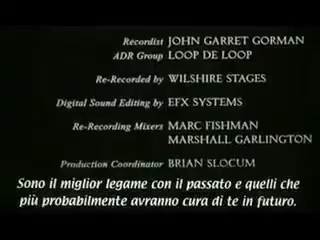 Recordist JOHN GARRET GORMAN
ADR Group LOOP DE LOOP
Re-Recorded by WILSHIRE STAGES
Digital Sound Editing by EFX SYSTEMS
Re-Recording Mixers MARC FISHMAN
MARSHALL GARLINGTON
Production Coordinator BRIAN SLOCUM
Sono il miglior legame con il passato e quelli che
più probabilmente avranno cura di te in futuro.